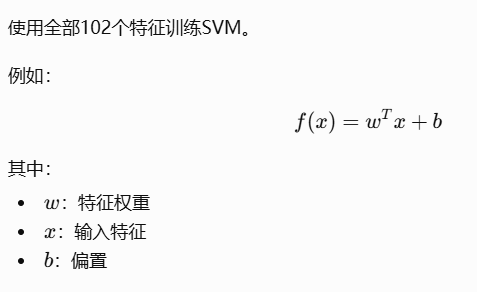 使用全部102个特征训练SVM。
例如：
f(x) = w^T x + b
其中：
• w：特征权重
• x：输入特征
• b：偏置